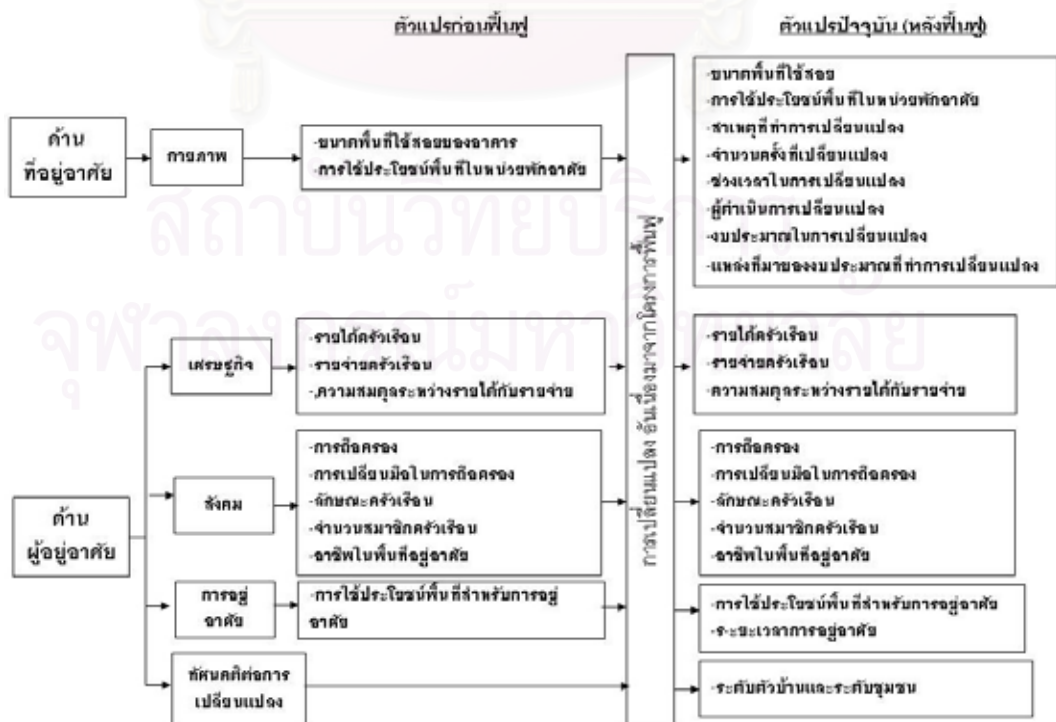 ตัวแปรก่อนฟื้นฟู
ตัวแปรปัจจุบัน (หลังฟื้นฟู)
ด้าน
ที่อยู่อาศัย
กายภาพ
-ขนาดพื้นที่ใช้สอยของอาคาร
-การใช้ประโยชน์พื้นที่ในหน่วยพักอาศัย
-ขนาดพื้นที่ใช้สอย
-การใช้ประโยชน์พื้นที่ในหน่วยพักอาศัย
-สาเหตุที่ทำการเปลี่ยนแปลง
-จำนวนครั้งที่เปลี่ยนแปลง
-ช่วงเวลาในการเปลี่ยนแปลง
-ผู้ดำเนินการเปลี่ยนแปลง
-งบประมาณในการเปลี่ยนแปลง
-แหล่งที่มาของงบประมาณที่ทำการเปลี่ยนแปลง
การเปลี่ยนแปลง อันเนื่องมาจากโครงการฟื้นฟู
สถาบันวิทยบริการ
จุฬาลงกรณ์มหาวิทยาลัย
ด้าน
ผู้อยู่อาศัย
เศรษฐกิจ
-รายได้ครัวเรือน
-รายจ่ายครัวเรือน
-,ความสมดุลระหว่างรายได้กับรายจ่าย
-รายได้ครัวเรือน
-รายจ่ายครัวเรือน
-ความสมดุลระหว่างรายได้กับรายจ่าย
สังคม
-การถือครอง
-การเปลี่ยนมือในการถือครอง
-ลักษณะครัวเรือน
-จำนวนสมาชิกครัวเรือน
-อาชีพในพื้นที่อยู่อาศัย
-การถือครอง
-การเปลี่ยนมือในการถือครอง
-ลักษณะครัวเรือน
-จำนวนสมาชิกครัวเรือน
-อาชีพในพื้นที่อยู่อาศัย
การอยู่
อาศัย
-การใช้ประโยชน์พื้นที่สำหรับการอยู่
อาศัย
-การใช้ประโยชน์พื้นที่สำหรับการอยู่อาศัย
-ระยะเวลาการอยู่อาศัย
ทัศนคติต่อการ
เปลี่ยนแปลง
-ระดับตัวบ้านและระดับชุมชน